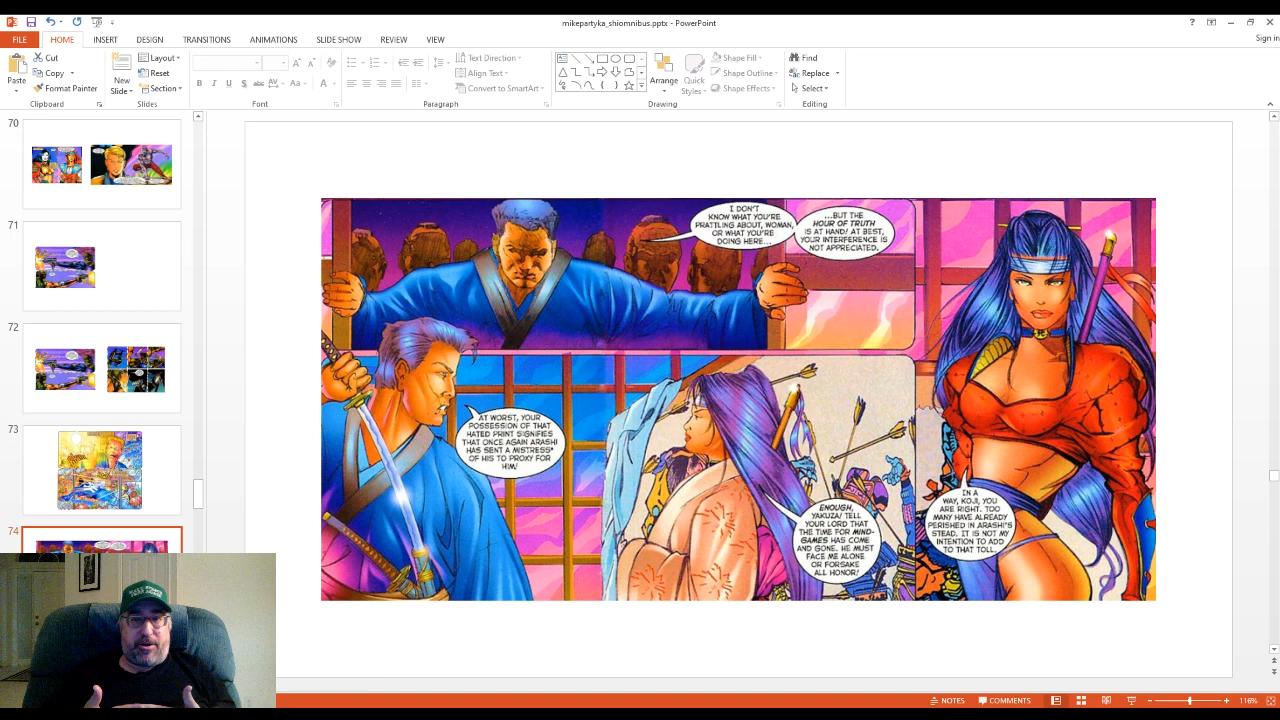 mikepartyka_shiomnibus.pptx - PowerPoint
Sign in
FILE HOME INSERT DESIGN TRANSITIONS ANIMATIONS SLIDE SHOW REVIEW VIEW
Paste
Cut
Copy
Format Painter
Clipboard
New
Slide
Layout
Reset
Section
Slides
B I U S abc AV Aa A
Font
Text Direction
Align Text
Convert to SmartArt
Paragraph
Arrange
Quick
Styles
Shape Fill
Shape Outline
Shape Effects
Drawing
Find
Replace
Select
Editing
70
71
72
73
74
I DON'T
KNOW WHAT YOU'RE
PRATTLING ABOUT, WOMAN,
OR WHAT YOU'RE
DOING HERE...
...BUT THE
HOUR OF TRUTH
IS AT HAND! AT BEST,
YOUR INTERFERENCE IS
NOT APPRECIATED.
AT WORST, YOUR
POSSESSION OF THAT
HATED PRINT SIGNIFIES
THAT ONCE AGAIN ARASHI
HAS SENT A MISTRESS*
OF HIS TO PROXY FOR
HIM!
ENOUGH,
YAKUZA! TELL
YOUR LORD THAT
THE TIME FOR MIND-
GAMES HAS COME
AND GONE. HE MUST
FACE ME ALONE
OR FORSAKE
ALL HONOR!
IN A
WAY, KOJI, YOU
ARE RIGHT. TOO
MANY HAVE ALREADY
PERISHED IN ARASHI'S
STEAD. IT IS NOT MY
INTENTION TO ADD
TO THAT TOLL.
NOTES COMMENTS 116%